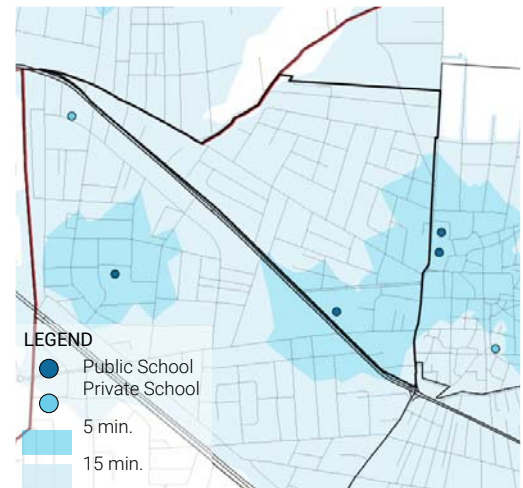 LEGEND
Public School
Private School
5 min.
15 min.